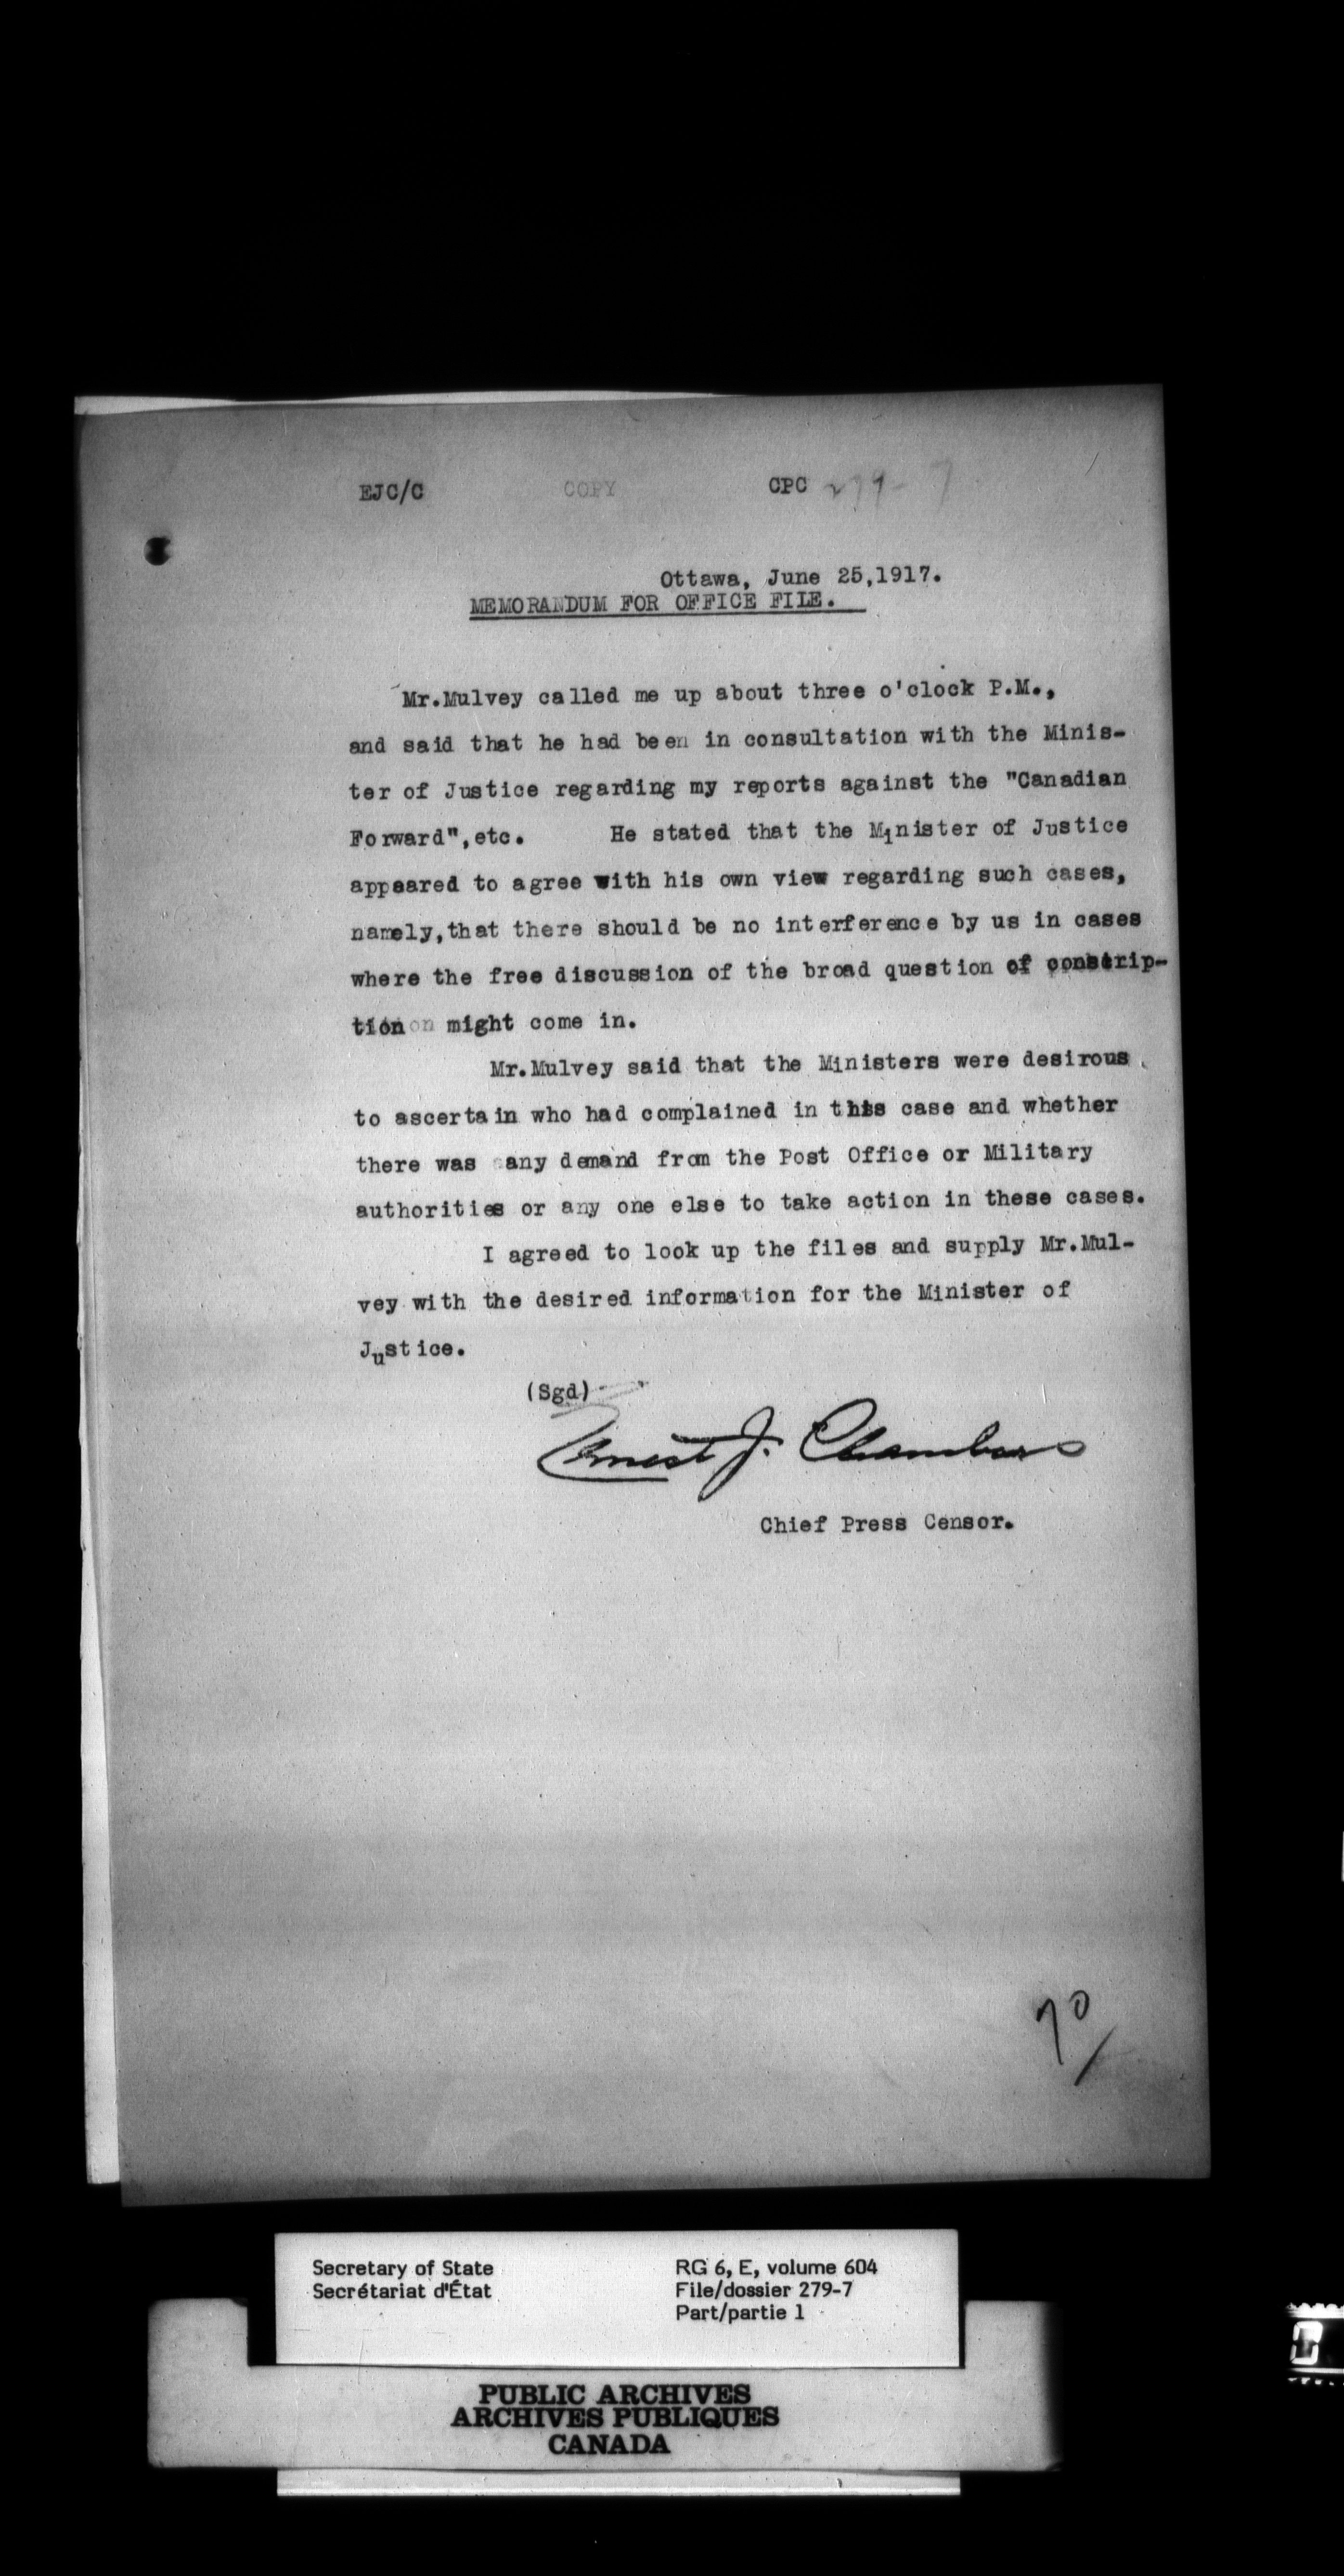 EJC/C COPY CPC 279-7
Ottawa, June 25,1917.
MEMORANDUM FOR OFFICE FILE.
Mr.Mulvey called me up about three o'clock P.M.,
and said that he had been in consultation with the Minis-
ter of Justice regarding my reports against the "Canadian
Forward",etc. He stated that the Minister of Justice
appeared to agree with his own view regarding such cases,
namely,that there should be no interference by us in cases
where the free discussion of the broad question of conscrip-
tion might come in.
Mr.Mulvey said that the Ministers were desirous
to ascertain who had complained in this case and whether
there was any demand from the Post Office or Military
authorities or any one else to take action in these cases.
I agreed to look up the files and supply Mr.Mul-
vey with the desired information for the Minister of
Justice.
(Sgd)
Ernest J. Chambers
Chief Press Censor.
70/
Secretary of State RG 6, E, volume 604
Secrétariat d'État File/dossier 279-7
Part/partie 1
PUBLIC ARCHIVES
ARCHIVES PUBLIQUES
CANADA